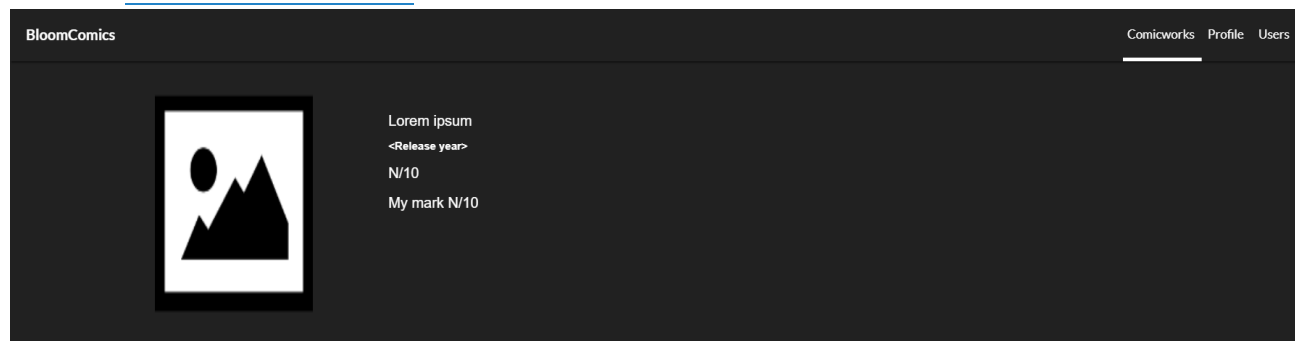 BloomComics
Comicworks Profile Users
Lorem ipsum
<Release year>
N/10
My mark N/10